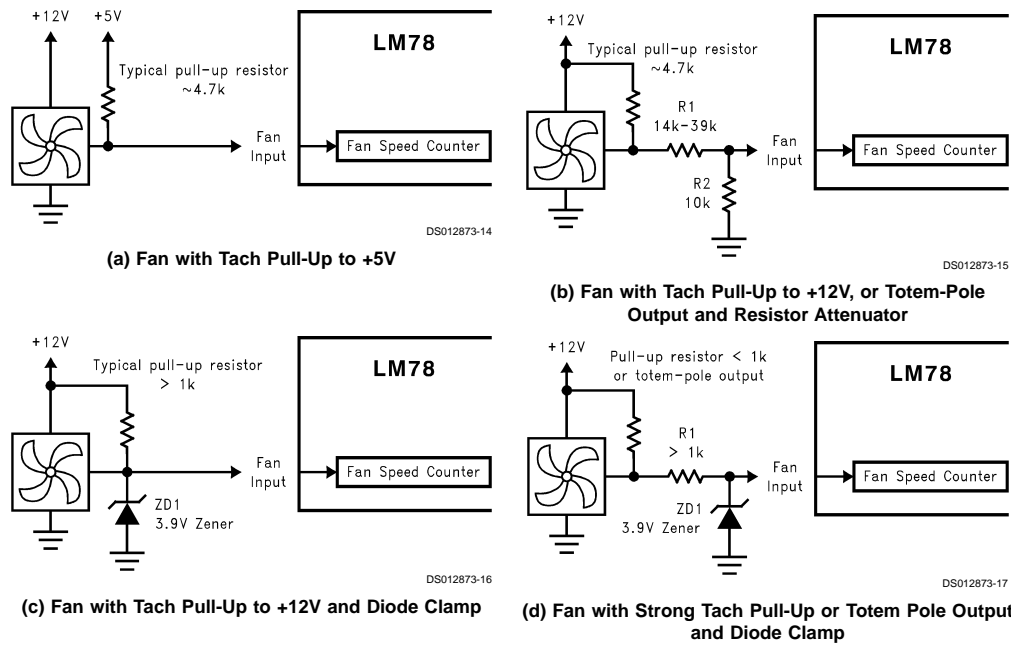 +12V +5V
LM78
Typical pull-up resistor
~4.7k
Fan
Input
Fan Speed Counter
DS012873-14
(a) Fan with Tach Pull-Up to +5V
+12V
LM78
Typical pull-up resistor
~4.7k
R1
14k-39k
Fan
Input
Fan Speed Counter
R2
10k
DS012873-15
(b) Fan with Tach Pull-Up to +12V, or Totem-Pole
Output and Resistor Attenuator
+12V
LM78
Typical pull-up resistor
> 1k
Fan
Input
Fan Speed Counter
ZD1
3.9V Zener
DS012873-16
(c) Fan with Tach Pull-Up to +12V and Diode Clamp
+12V
LM78
Pull-up resistor < 1k
or totem-pole output
R1
> 1k
Fan
Input
Fan Speed Counter
ZD1
3.9V Zener
DS012873-17
(d) Fan with Strong Tach Pull-Up or Totem Pole Output
and Diode Clamp